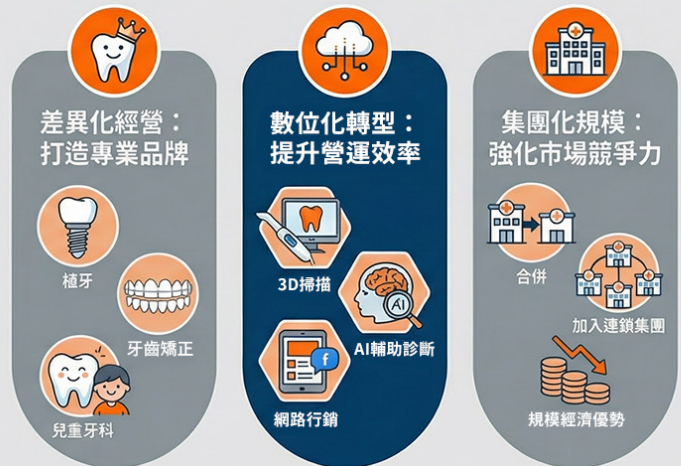 差異化經營：
打造專業品牌
植牙
牙齒矯正
兒重牙科
數位化轉型：
提升營運效率
3D掃描
AI
AI輔助診斷
f
網路行銷
集團化規模：
強化市場競爭力
合併
加入連鎖集團
規模經濟優勢